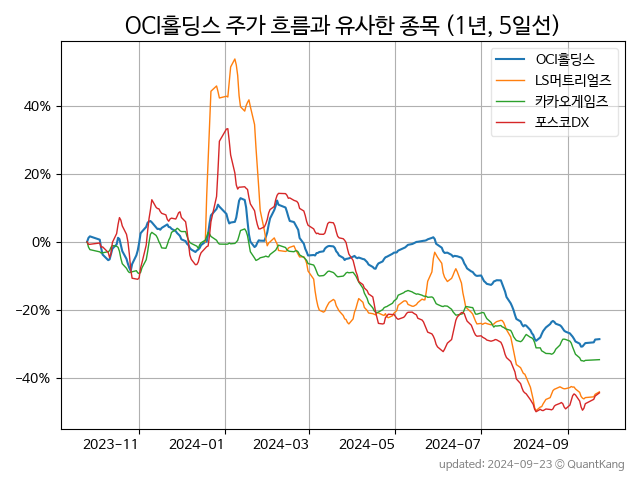 OCI홀딩스 주가 흐름과 유사한 종목 (1년, 5일선)
OCI홀딩스
LS머트리얼즈
카카오게임즈
포스코DX
40%
20%
0%
−20%
−40%
2023-11 2024-01 2024-03 2024-05 2024-07 2024-09
updated: 2024-09-23 © QuantKang